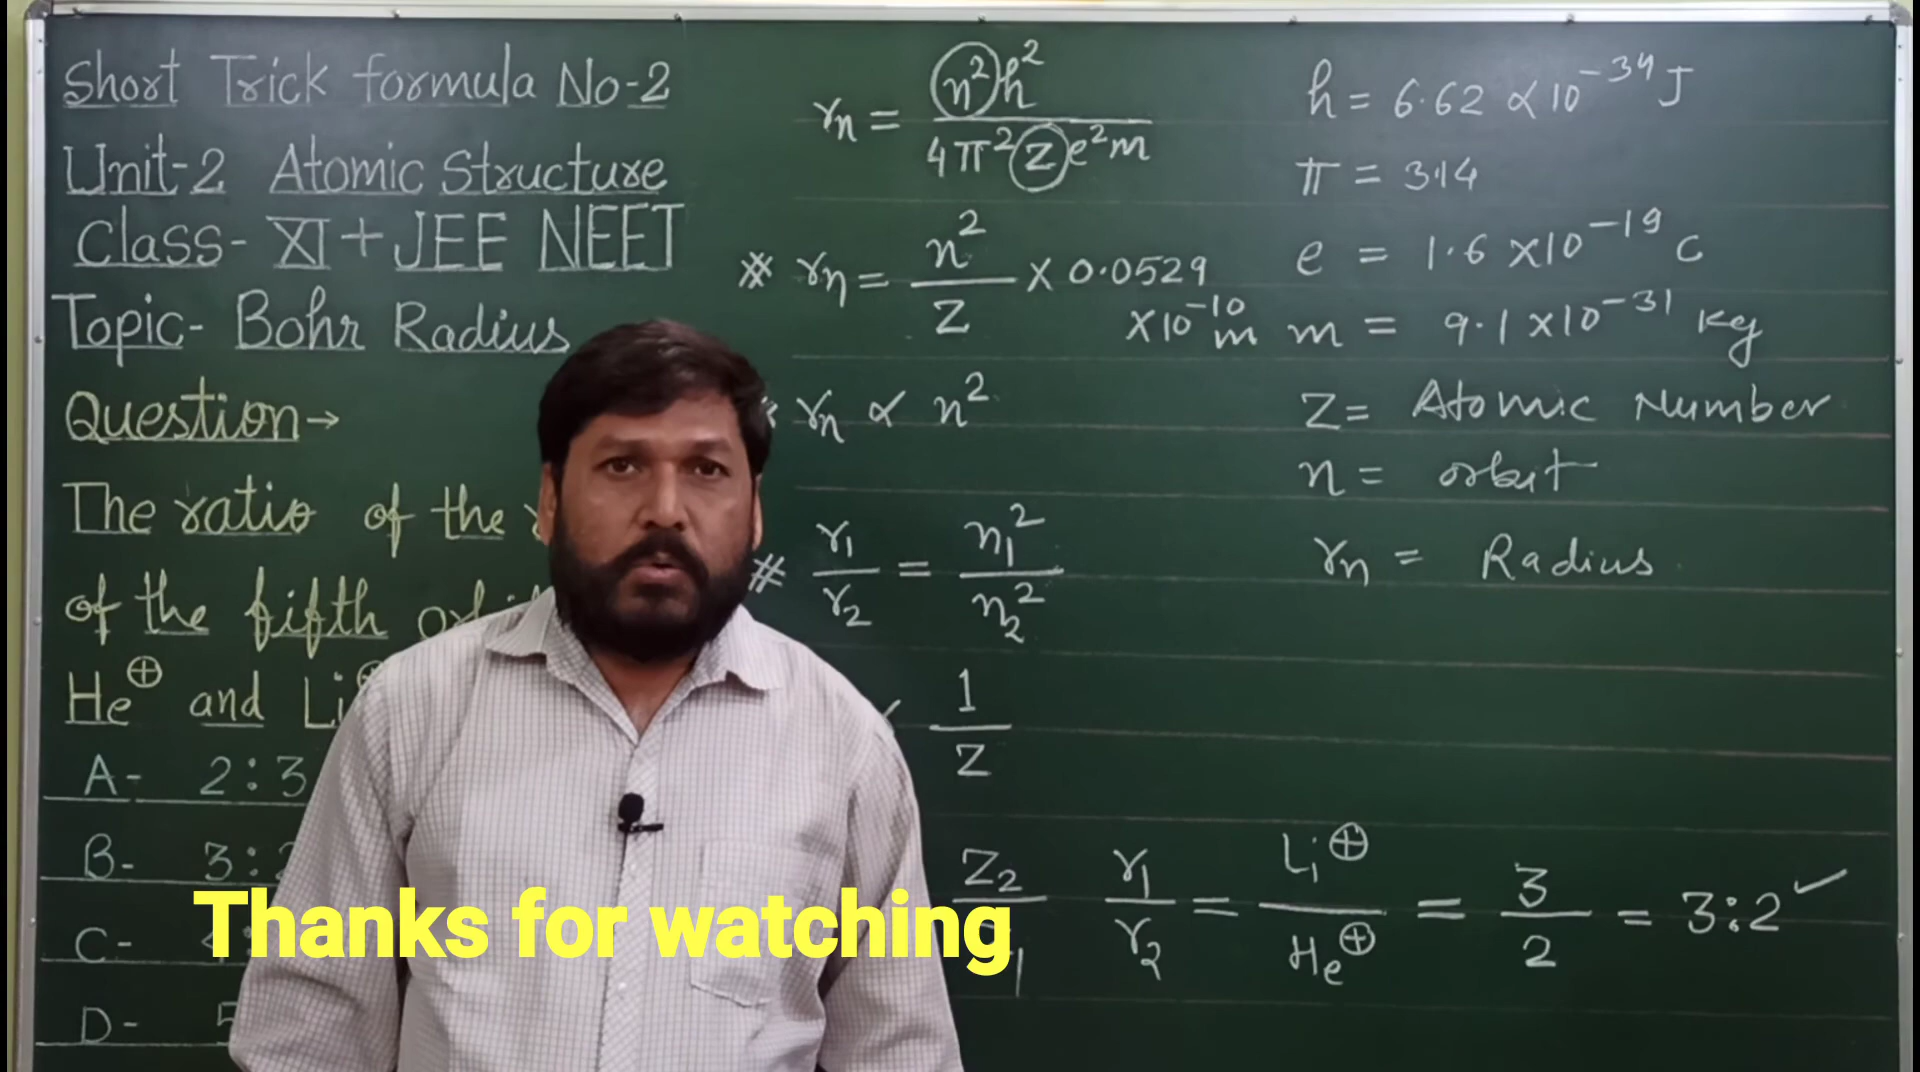 Short Trick formula No-2
Unit-2 Atomic Structure
Class- XI + JEE NEET
Topic- Bohr Radius
Question→
The ratio of the
of the fifth
He⊕ and Li
A- 2:3
B- 3:
C-
D- 5
rn = n²h² / 4π²Ze²m
* rn = n²/Z × 0.0529
×10⁻¹⁰ m
rn ∝ n²
# r₁/r₂ = n₁²/n₂²
1/Z
Z₂
r₁/r₂ = Li⊕/He⊕ = 3/2 = 3:2 ✓
h = 6.62 ∝ 10⁻³⁴ J
π = 3.14
e = 1.6 ×10⁻¹⁹ C
m = 9.1 ×10⁻³¹ kg
Z = Atomic Number
n = orbit
rn = Radius
Thanks for watching